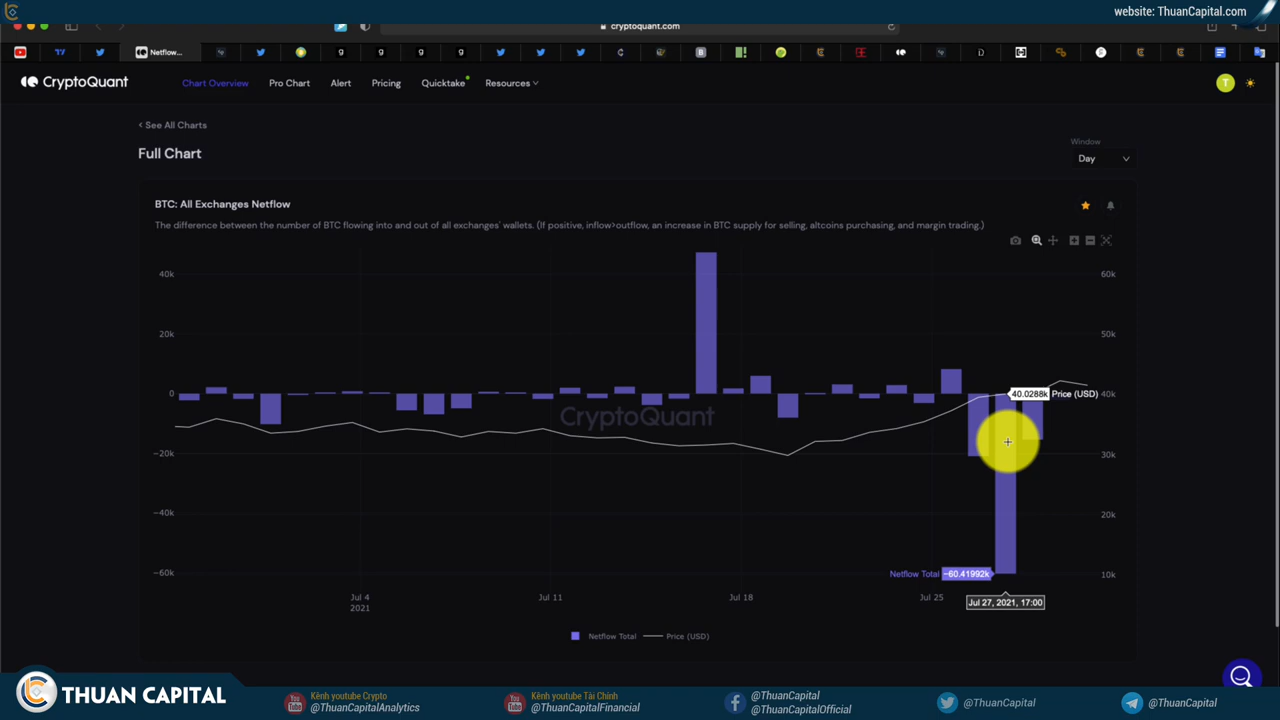 website: ThuanCapital.com
cryptoquant.com
Netflow...
CryptoQuant
Chart Overview
Pro Chart
Alert
Pricing
Quicktake
Resources
T
< See All Charts
Full Chart
Window
Day
BTC: All Exchanges Netflow
The difference between the number of BTC flowing into and out of all exchanges' wallets. (If positive, inflow>outflow, an increase in BTC supply for selling, altcoins purchasing, and margin trading.)
40k
60k
20k
50k
0
40.0288k Price (USD)
40k
CryptoQuant
−20k
30k
−40k
20k
−60k
Netflow Total −60.41992k
10k
Jul 4
2021
Jul 11
Jul 18
Jul 25
Jul 27, 2021, 17:00
Netflow Total
Price (USD)
THUAN CAPITAL
Kênh youtube Crypto
@ThuanCapitalAnalytics
Kênh youtube Tài Chính
@ThuanCapitalFinancial
@ThuanCapital
@ThuanCapitalOfficial
@ThuanCapital
@ThuanCapital